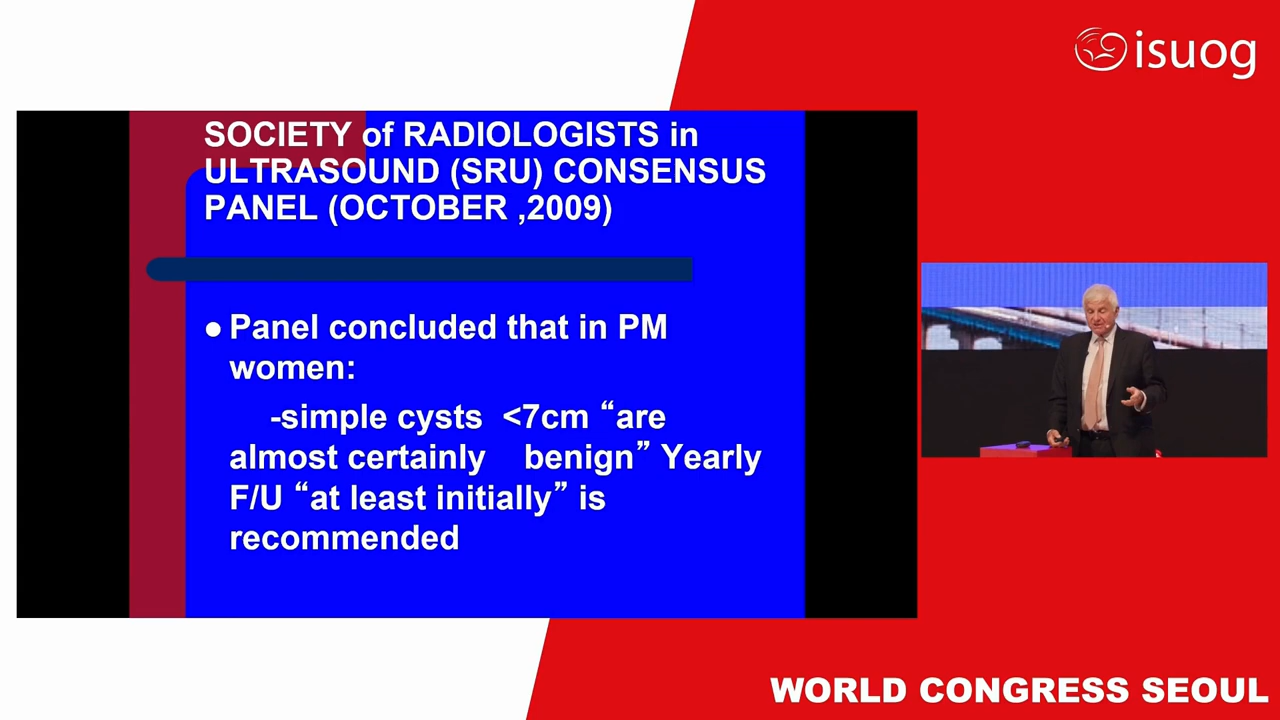 isuog
SOCIETY of RADIOLOGISTS in
ULTRASOUND (SRU) CONSENSUS
PANEL (OCTOBER ,2009)
● Panel concluded that in PM
women:
-simple cysts <7cm “are
almost certainly benign” Yearly
F/U “at least initially” is
recommended
WORLD CONGRESS SEOUL